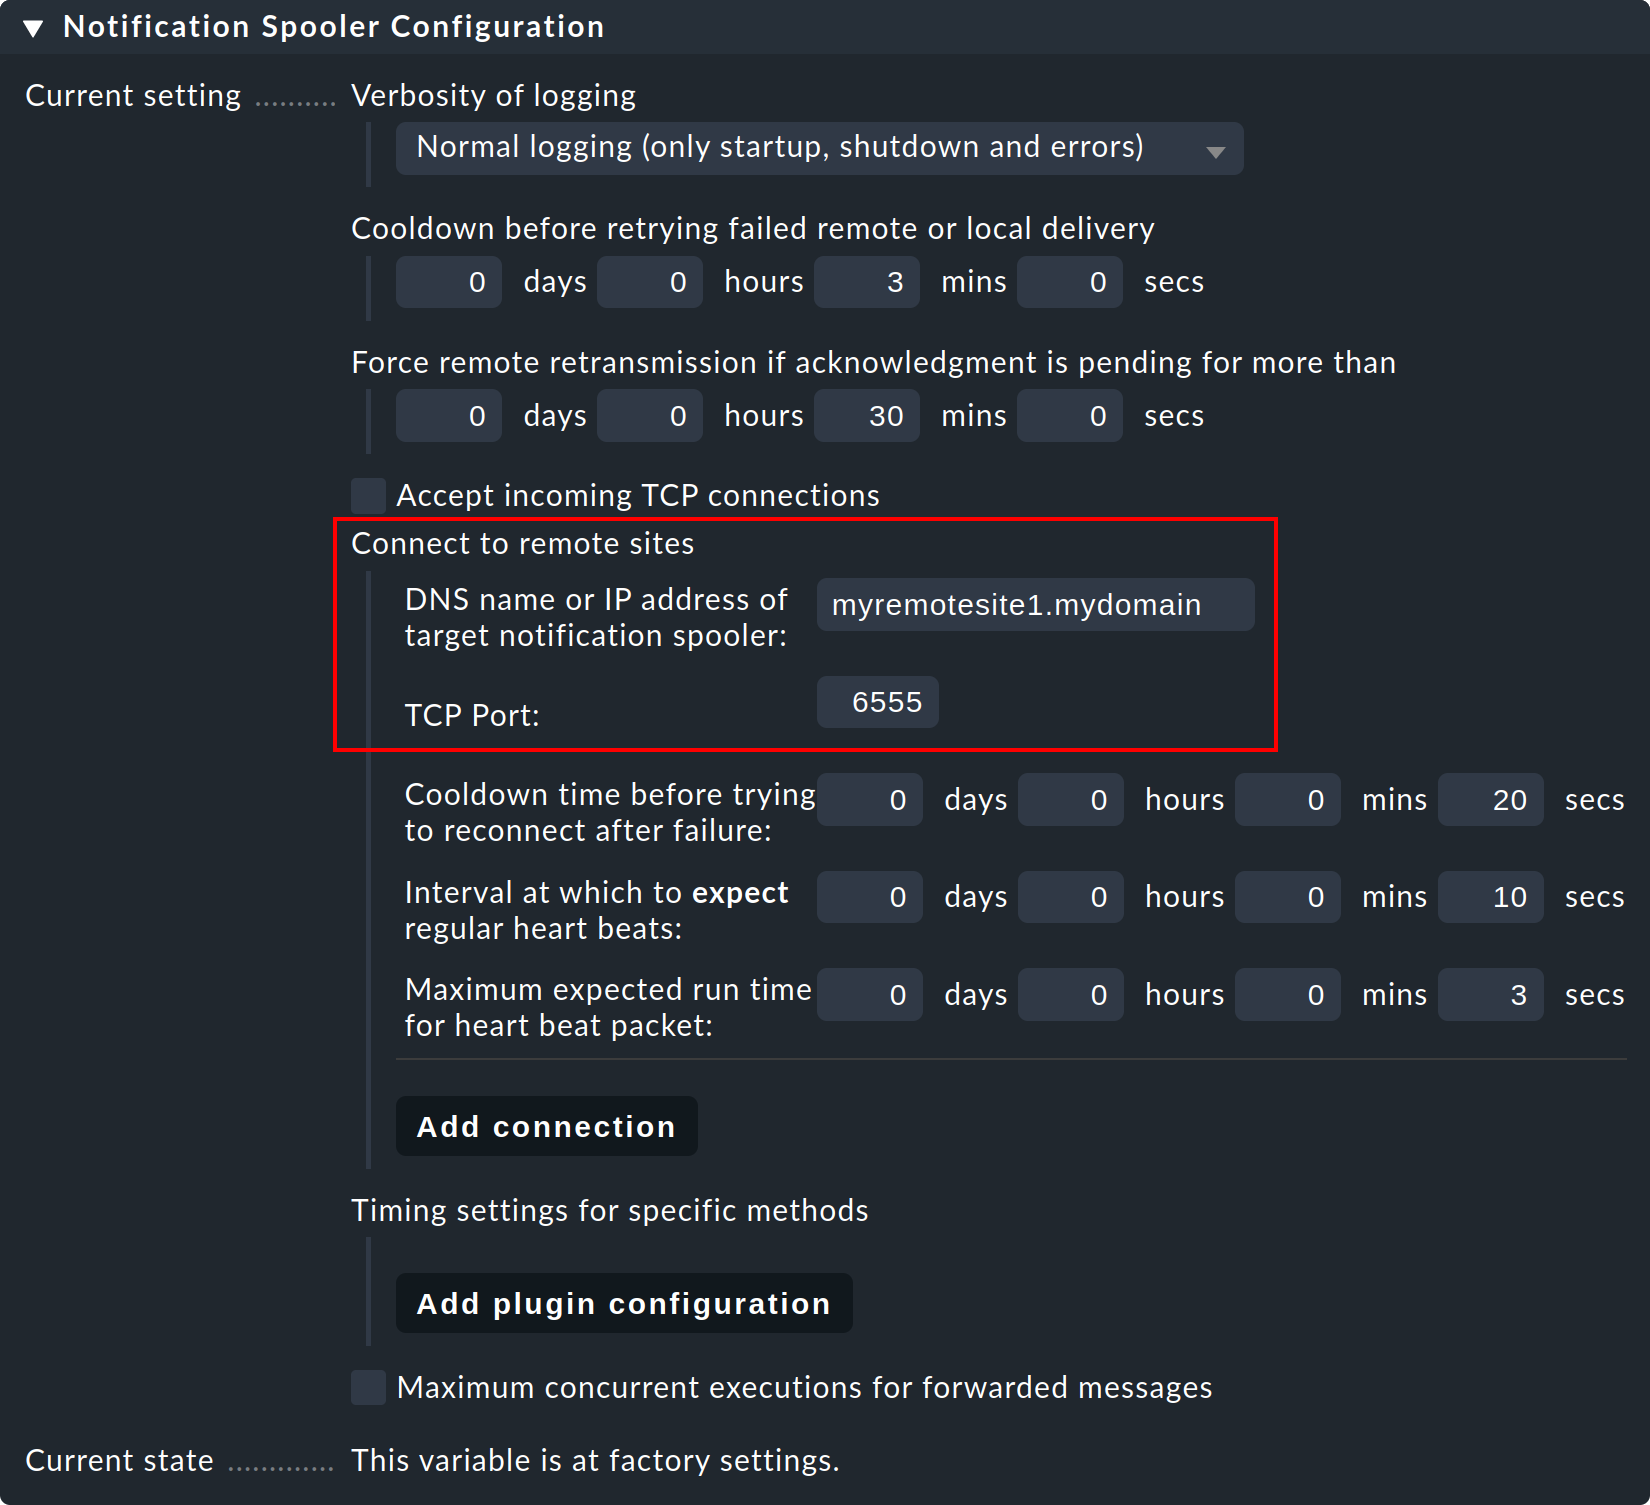 Notification Spooler Configuration
Current setting .......... Verbosity of logging
Normal logging (only startup, shutdown and errors)
Cooldown before retrying failed remote or local delivery
0 days 0 hours 3 mins 0 secs
Force remote retransmission if acknowledgment is pending for more than
0 days 0 hours 30 mins 0 secs
Accept incoming TCP connections
Connect to remote sites
DNS name or IP address of
target notification spooler:
myremotesite1.mydomain
TCP Port: 6555
Cooldown time before trying
to reconnect after failure:
0 days 0 hours 0 mins 20 secs
Interval at which to expect
regular heart beats:
0 days 0 hours 0 mins 10 secs
Maximum expected run time
for heart beat packet:
0 days 0 hours 0 mins 3 secs
Add connection
Timing settings for specific methods
Add plugin configuration
Maximum concurrent executions for forwarded messages
Current state ............. This variable is at factory settings.